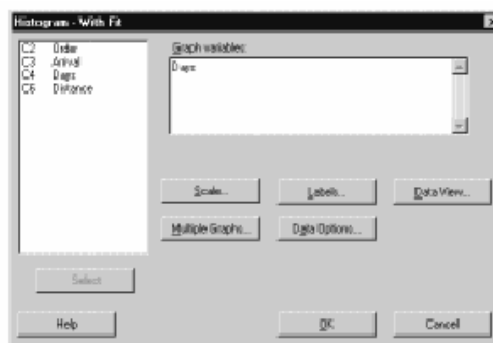 Histogram - With Fit
C2 Order
C3 Arrival
C4 Days
C6 Distance
Graph variables:
Days
Scale...
Labels...
Data View...
Multiple Graphs...
Data Options...
Select
Help
OK
Cancel